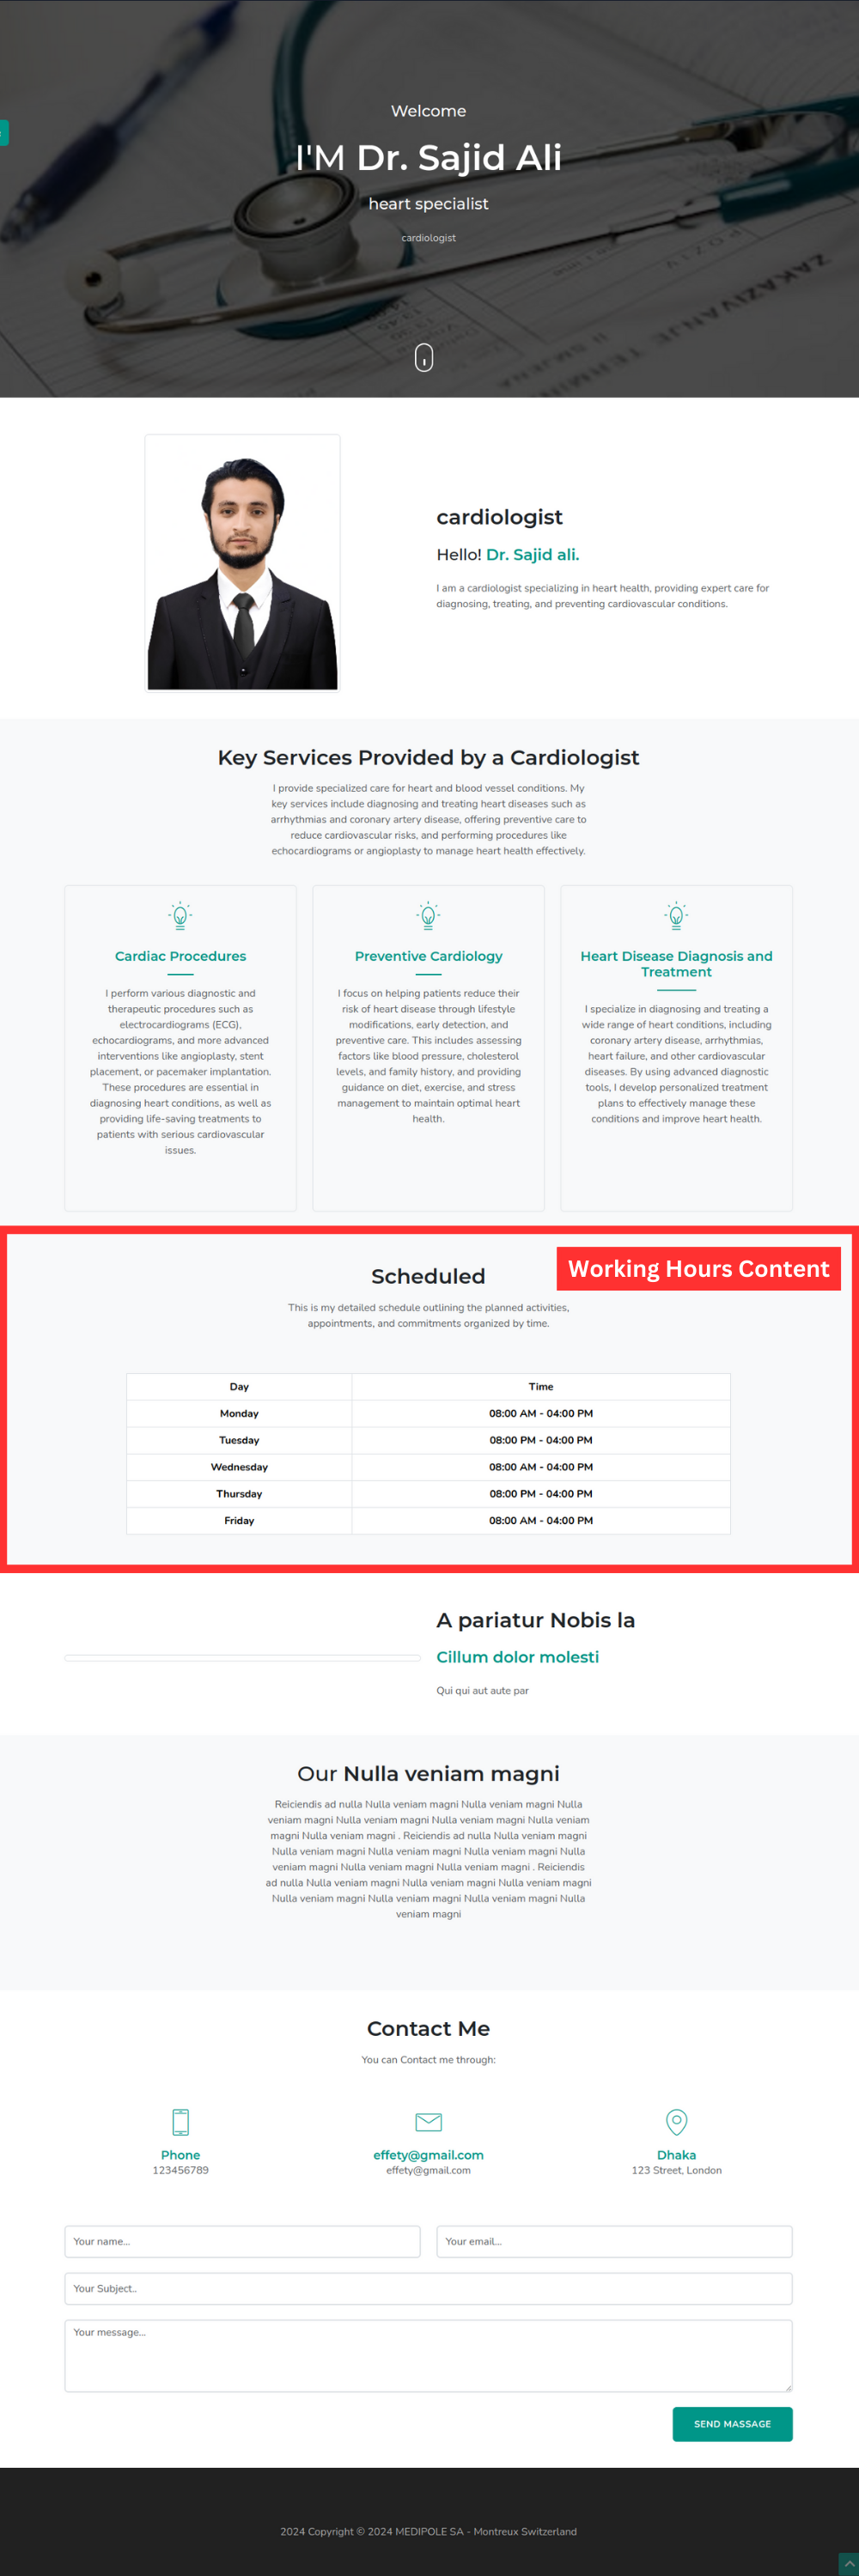 Welcome
I'M Dr. Sajid Ali
heart specialist
cardiologist
cardiologist
Hello! Dr. Sajid ali.
I am a cardiologist specializing in heart health, providing expert care for
diagnosing, treating, and preventing cardiovascular conditions.
Key Services Provided by a Cardiologist
I provide specialized care for heart and blood vessel conditions. My
key services include diagnosing and treating heart diseases such as
arrhythmias and coronary artery disease, offering preventive care to
reduce cardiovascular risks, and performing procedures like
echocardiograms or angioplasty to manage heart health effectively.
Cardiac Procedures
I perform various diagnostic and
therapeutic procedures such as
electrocardiograms (ECG),
echocardiograms, and more advanced
interventions like angioplasty, stent
placement, or pacemaker implantation.
These procedures are essential in
diagnosing heart conditions, as well as
providing life-saving treatments to
patients with serious cardiovascular
issues.
Preventive Cardiology
I focus on helping patients reduce their
risk of heart disease through lifestyle
modifications, early detection, and
preventive care. This includes assessing
factors like blood pressure, cholesterol
levels, and family history, and providing
guidance on diet, exercise, and stress
management to maintain optimal heart
health.
Heart Disease Diagnosis and
Treatment
I specialize in diagnosing and treating a
wide range of heart conditions, including
coronary artery disease, arrhythmias,
heart failure, and other cardiovascular
diseases. By using advanced diagnostic
tools, I develop personalized treatment
plans to effectively manage these
conditions and improve heart health.
Working Hours Content
Scheduled
This is my detailed schedule outlining the planned activities,
appointments, and commitments organized by time.
Day Time
Monday 08:00 AM - 04:00 PM
Tuesday 08:00 PM - 04:00 PM
Wednesday 08:00 AM - 04:00 PM
Thursday 08:00 PM - 04:00 PM
Friday 08:00 AM - 04:00 PM
A pariatur Nobis la
Cillum dolor molesti
Qui qui aut aute par
Our Nulla veniam magni
Reiciendis ad nulla Nulla veniam magni Nulla veniam magni Nulla
veniam magni Nulla veniam magni Nulla veniam magni Nulla veniam
magni Nulla veniam magni . Reiciendis ad nulla Nulla veniam magni
Nulla veniam magni Nulla veniam magni Nulla veniam magni Nulla
veniam magni Nulla veniam magni Nulla veniam magni . Reiciendis
ad nulla Nulla veniam magni Nulla veniam magni Nulla veniam magni
Nulla veniam magni Nulla veniam magni Nulla veniam magni Nulla
veniam magni
Contact Me
You can Contact me through:
Phone
123456789
effety@gmail.com
effety@gmail.com
Dhaka
123 Street, London
Your name...
Your email...
Your Subject..
Your message...
SEND MASSAGE
2024 Copyright © 2024 MEDIPOLE SA - Montreux Switzerland